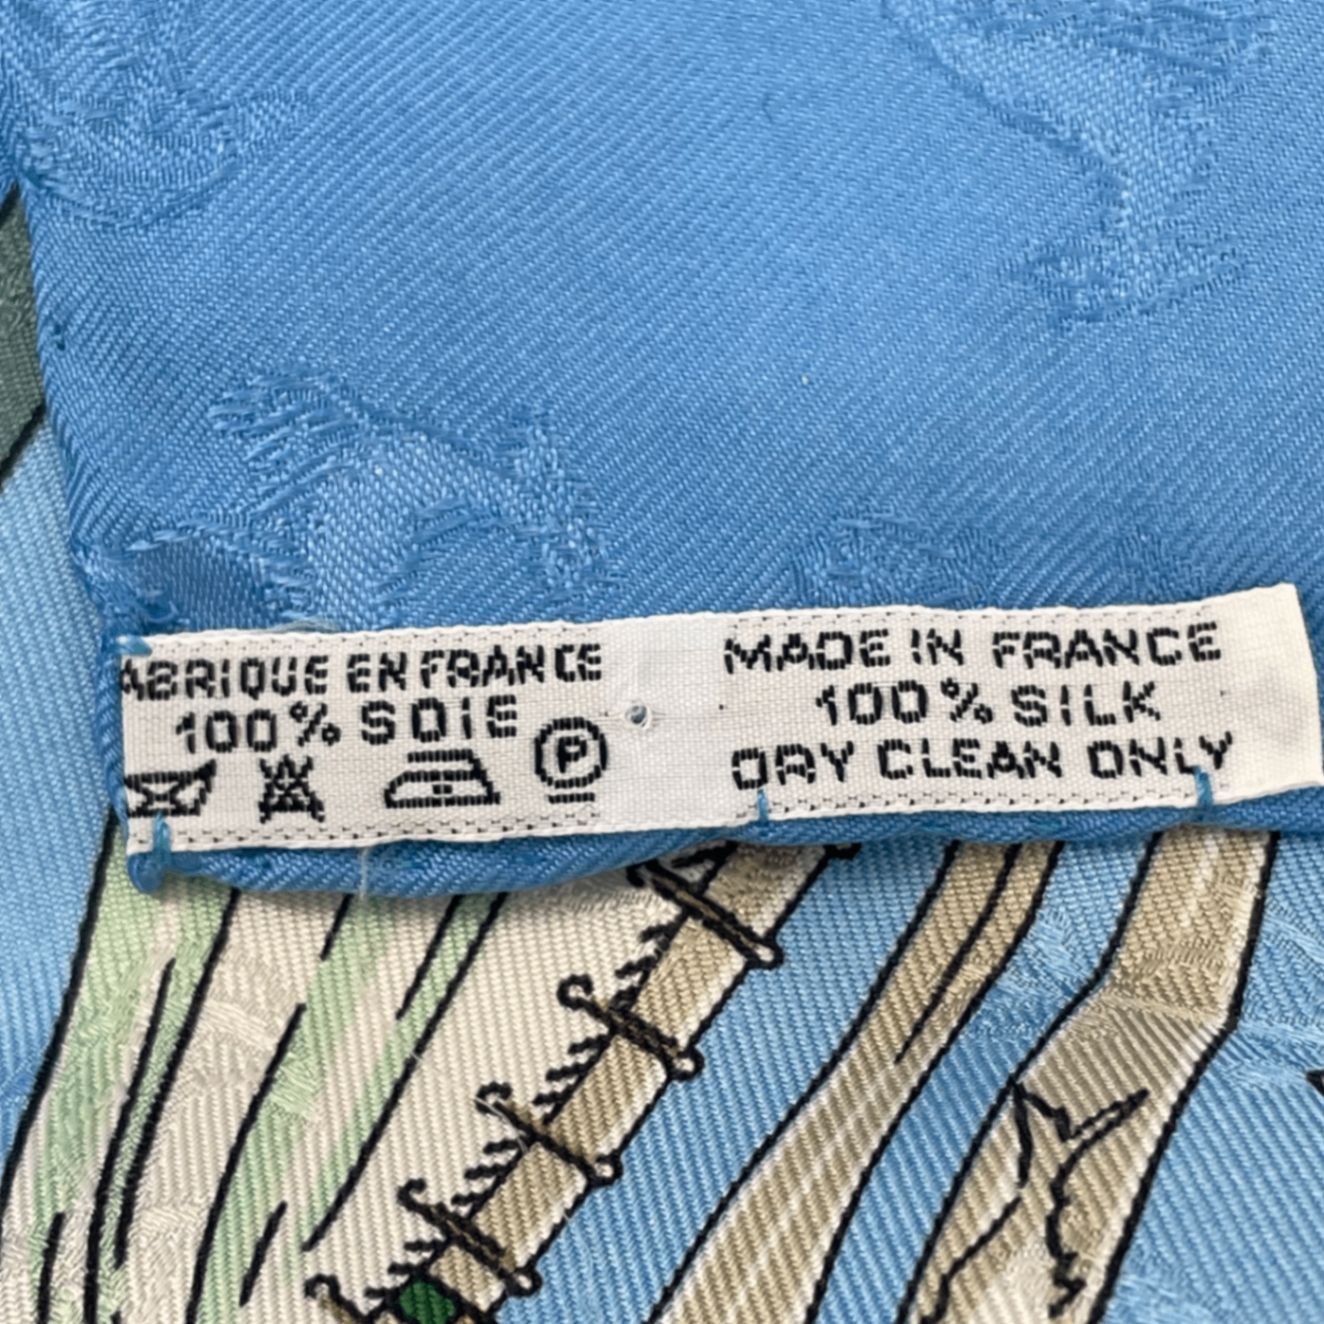 ABRIQUE EN FRANCE
100% SOIE
P
MADE IN FRANCE
100% SILK
DRY CLEAN ONLY